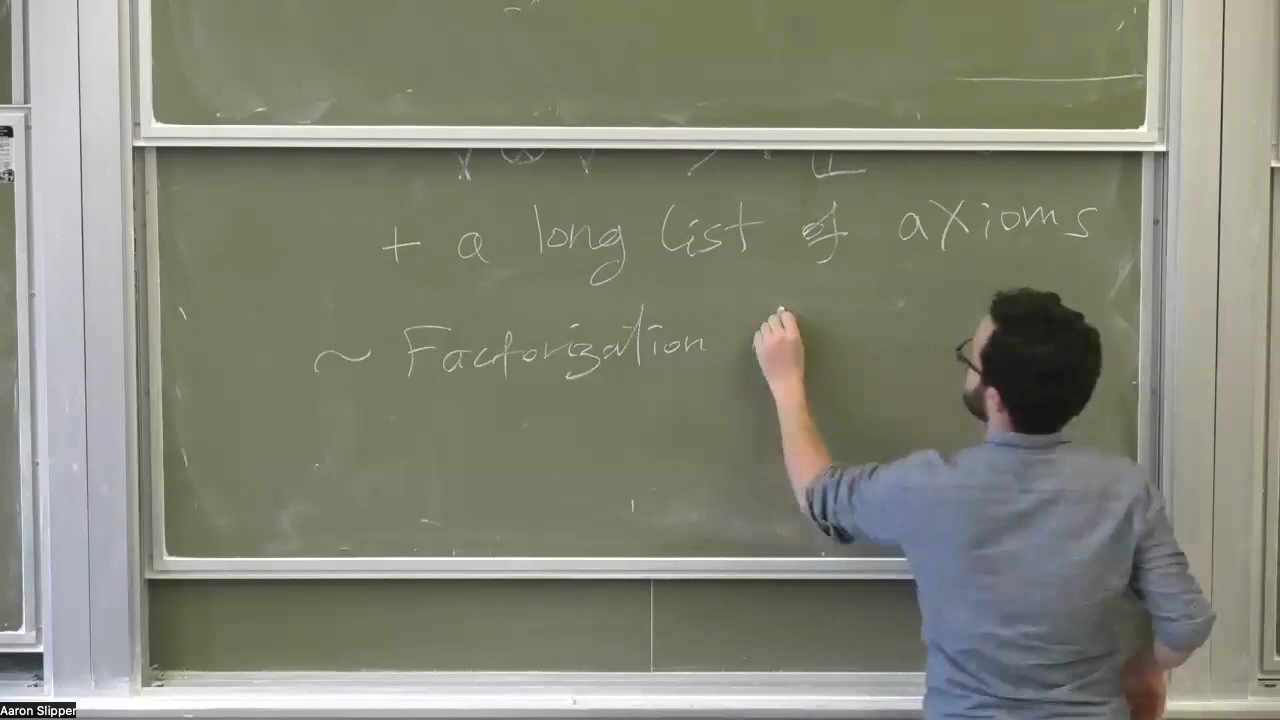 + a long list of axioms
~ Factorization
Aaron Slipper